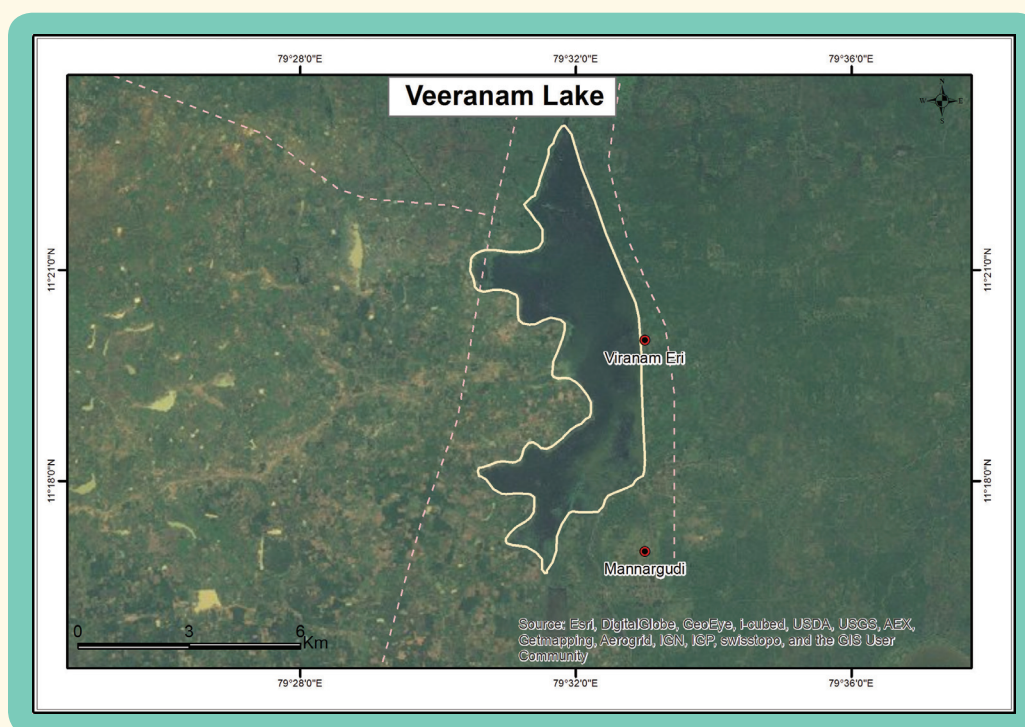 79°28'0"E 79°32'0"E 79°36'0"E
Veeranam Lake
N
W E
S
11°21'0"N 11°21'0"N
Viranam Eri
11°18'0"N 11°18'0"N
Mannargudi
0 3 6
Km
Source: Esri, DigitalGlobe, GeoEye, i-cubed, USDA, USGS, AEX,
Getmapping, Aerogrid, IGN, IGP, swisstopo, and the GIS User
Community
79°28'0"E 79°32'0"E 79°36'0"E